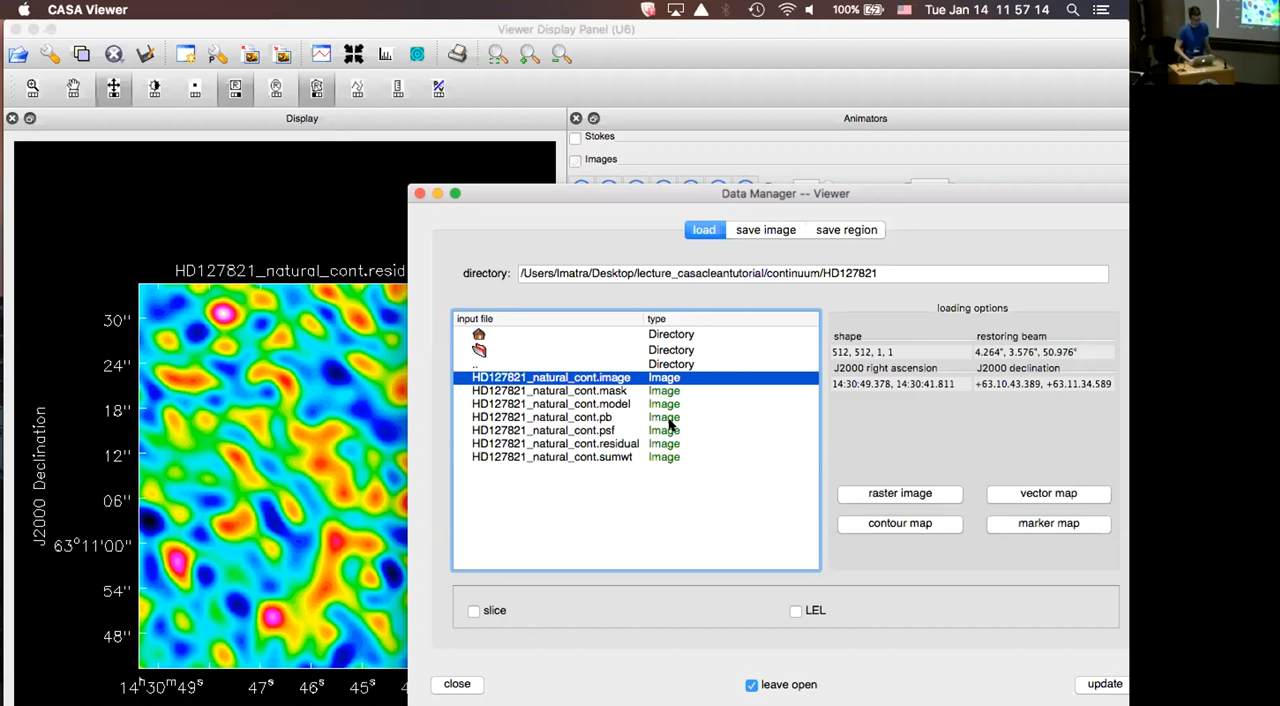 CASA Viewer
100%
Tue Jan 14 11:57:14
Viewer Display Panel (U6)
Display
Animators
Stokes
Images
Data Manager -- Viewer
load
save image
save region
directory:
/Users/lmatra/Desktop/lecture_casacleantutorial/continuum/HD127821
input file
type
Directory
Directory
..
Directory
HD127821_natural_cont.image
Image
HD127821_natural_cont.mask
Image
HD127821_natural_cont.model
Image
HD127821_natural_cont.pb
Image
HD127821_natural_cont.psf
Image
HD127821_natural_cont.residual
Image
HD127821_natural_cont.sumwt
Image
loading options
shape
restoring beam
512, 512, 1, 1
4.264", 3.576", 50.976°
J2000 right ascension
J2000 declination
14:30:49.378, 14:30:41.811
+63.10.43.389, +63.11.34.589
raster image
vector map
contour map
marker map
slice
LEL
close
leave open
update
HD127821_natural_cont.resid
J2000 Declination
30"
24"
18"
12"
06"
63°11'00"
54"
48"
14h30m49s
47s
46s
45s
4